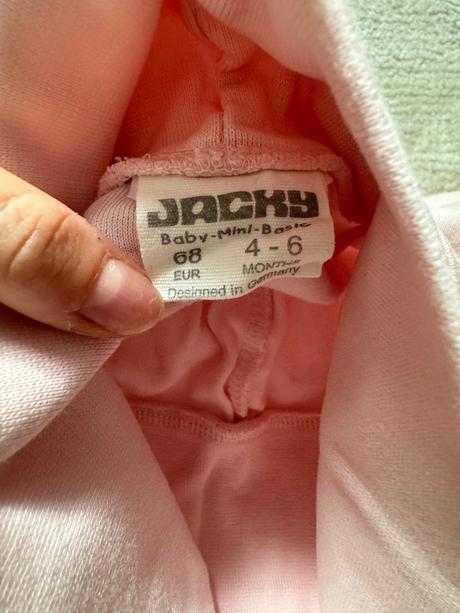 JACKY
Baby-Mini-Basic
68 4 - 6
EUR MONTHS
Designed in Germany